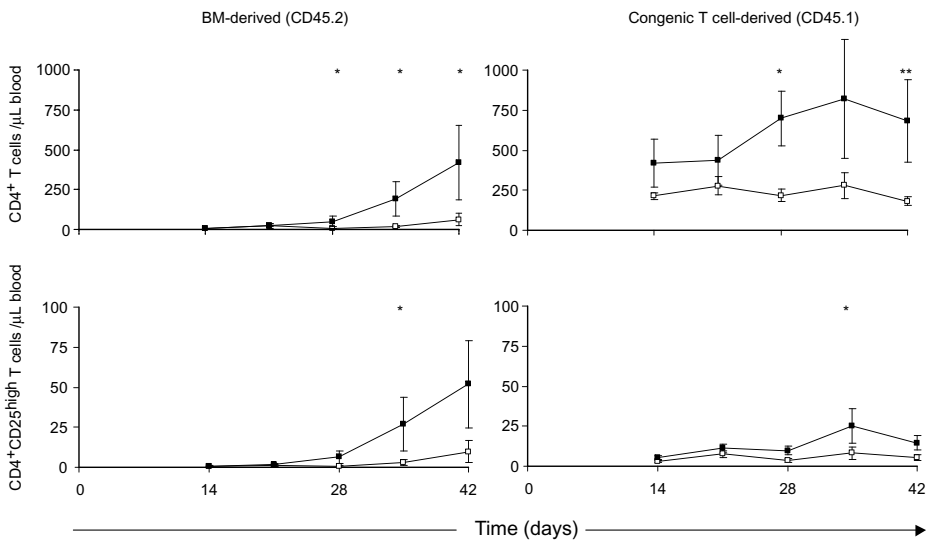 BM-derived (CD45.2)
Congenic T cell-derived (CD45.1)
CD4+ T cells /µL blood
1000
750
500
250
0
* * *
1000
750
500
250
0
* **
CD4+CD25high T cells /µL blood
100
75
50
25
0
*
0 14 28 42
100
75
50
25
0
*
0 14 28 42
Time (days)